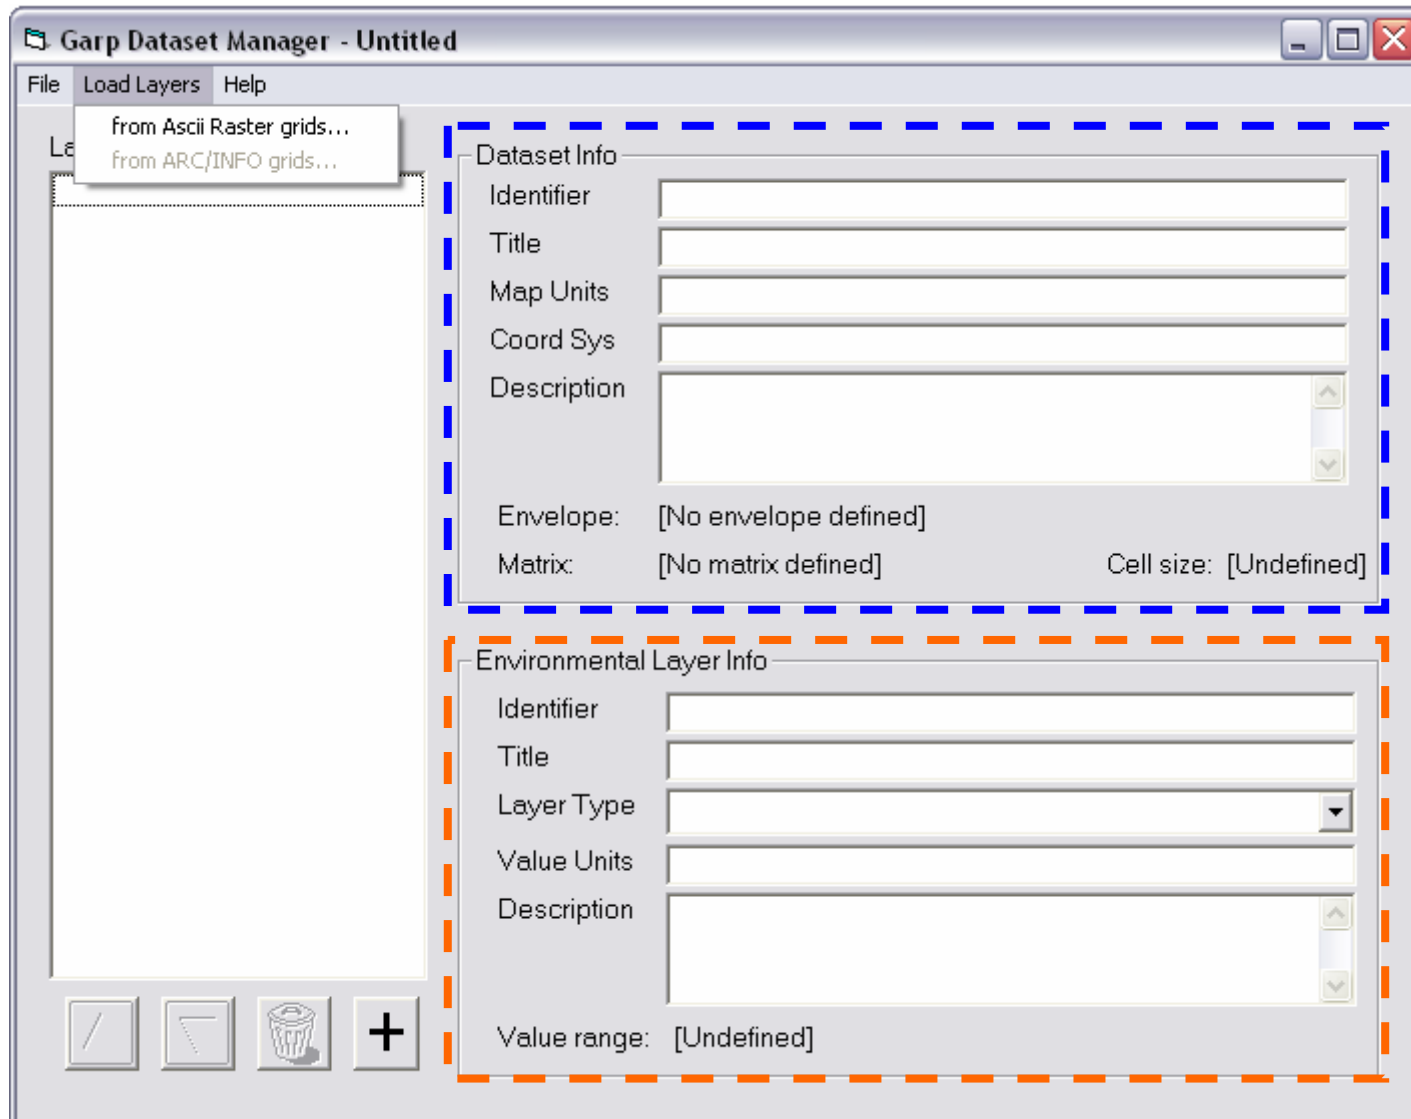 Garp Dataset Manager - Untitled
File Load Layers Help
from Ascii Raster grids...
from ARC/INFO grids...
Dataset Info
Identifier
Title
Map Units
Coord Sys
Description
Envelope: [No envelope defined]
Matrix: [No matrix defined] Cell size: [Undefined]
Environmental Layer Info
Identifier
Title
Layer Type
Value Units
Description
Value range: [Undefined]